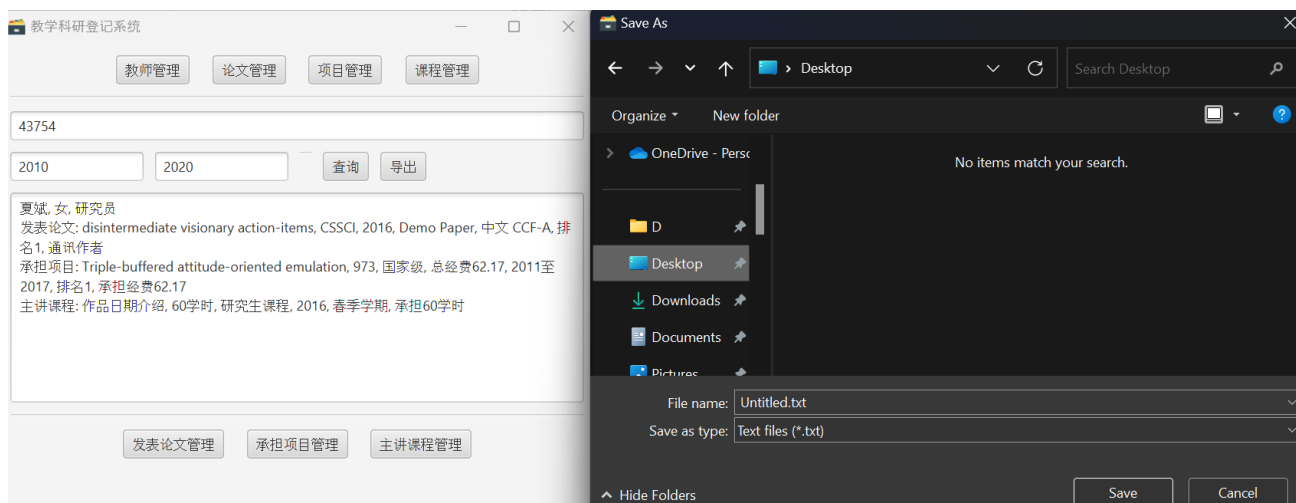 教学科研登记系统
教师管理
论文管理
项目管理
课程管理
43754
2010
2020
查询
导出
夏斌, 女, 研究员
发表论文: disintermediate visionary action-items, CSSCI, 2016, Demo Paper, 中文 CCF-A, 排
名1, 通讯作者
承担项目: Triple-buffered attitude-oriented emulation, 973, 国家级, 总经费62.17, 2011至
2017, 排名1, 承担经费62.17
主讲课程: 作品日期介绍, 60学时, 研究生课程, 2016, 春季学期, 承担60学时
发表论文管理
承担项目管理
主讲课程管理
Save As
Desktop
Search Desktop
Organize
New folder
OneDrive - Persc
D
Desktop
Downloads
Documents
Pictures
No items match your search.
File name: Untitled.txt
Save as type: Text files (*.txt)
Hide Folders
Save
Cancel